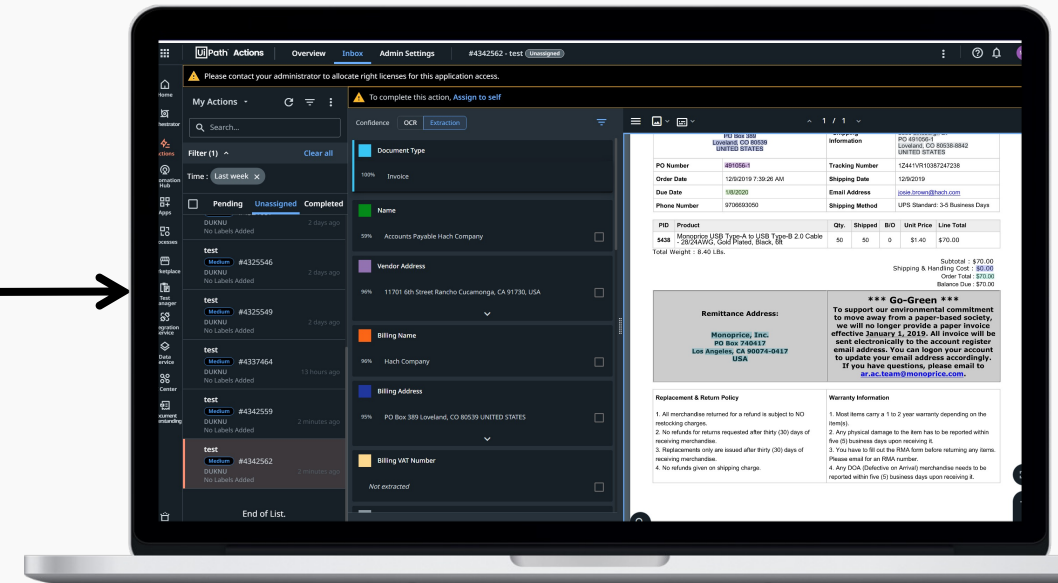 UiPath Actions
Overview
Inbox
Admin Settings
#4342562 - test
Unassigned
Please contact your administrator to allocate right licenses for this application access.
Home
Actions
Hub
Apps
Test
Data
Center
My Actions
Search...
Filter (1)
Clear all
Time : Last week ×
Pending
Unassigned
Completed
DUKNU
2 days ago
No Labels Added
test
Medium #4325546
DUKNU
2 days ago
No Labels Added
test
Medium #4325549
DUKNU
2 days ago
No Labels Added
test
Medium #4337464
DUKNU
13 hours ago
No Labels Added
test
Medium #4342559
DUKNU
2 minutes ago
No Labels Added
test
Medium #4342562
DUKNU
2 minutes ago
No Labels Added
End of List.
To complete this action, Assign to self
Confidence
OCR
Extraction
Document Type
100% Invoice
Name
59% Accounts Payable Hach Company
Vendor Address
96% 11701 6th Street Rancho Cucamonga, CA 91730, USA
Billing Name
96% Hach Company
Billing Address
95% PO Box 389 Loveland, CO 80539 UNITED STATES
Billing VAT Number
Not extracted
1 / 1
PO Box 389
Loveland, CO 80539
UNITED STATES
Information
PO 491056-1
Loveland, CO 80538-8842
UNITED STATES
PO Number 491056-1 Tracking Number 1Z441VR10387247238
Order Date 12/9/2019 7:39:26 AM Shipping Date 12/9/2019
Due Date 1/8/2020 Email Address josie.brown@hach.com
Phone Number 9706693050 Shipping Method UPS Standard: 3-5 Business Days
PID Product Qty. Shipped B/O Unit Price Line Total
5438 Monoprice USB Type-A to USB Type-B 2.0 Cable - 28/24AWG, Gold Plated, Black, 6ft 50 50 0 $1.40 $70.00
Total Weight : 8.40 LBs.
Subtotal : $70.00
Shipping & Handling Cost : $0.00
Order Total : $70.00
Balance Due : $70.00
Remittance Address:
Monoprice, Inc.
PO Box 740417
Los Angeles, CA 90074-0417
USA
*** Go-Green ***
To support our environmental commitment
to move away from a paper-based society,
we will no longer provide a paper invoice
effective January 1, 2019. All invoice will be
sent electronically to the account register
email address. You can logon your account
to update your email address accordingly.
If you have questions, please email to
ar.ac.team@monoprice.com.
Replacement & Return Policy
1. All merchandise returned for a refund is subject to NO
restocking charges.
2. No refunds for returns requested after thirty (30) days of
receiving merchandise.
3. Replacements only are issued after thirty (30) days of
receiving merchandise.
4. No refunds given on shipping charge.
Warranty Information
1. Most items carry a 1 to 2 year warranty depending on the
item(s).
2. Any physical damage to the item has to be reported within
five (5) business days upon receiving it.
3. You have to fill out the RMA form before returning any items.
Please email for an RMA number.
4. Any DOA (Defective on Arrival) merchandise needs to be
reported within five (5) business days upon receiving it.